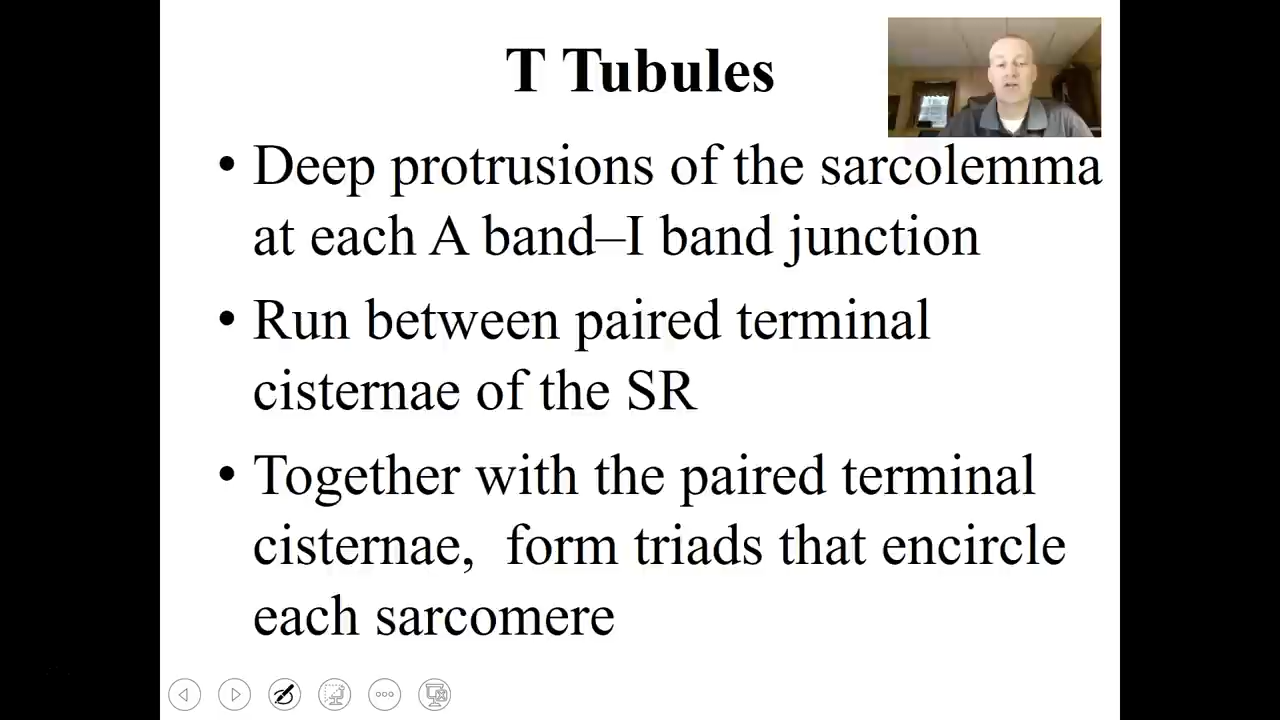 T Tubules
• Deep protrusions of the sarcolemma
at each A band–I band junction
• Run between paired terminal
cisternae of the SR
• Together with the paired terminal
cisternae,  form triads that encircle
each sarcomere